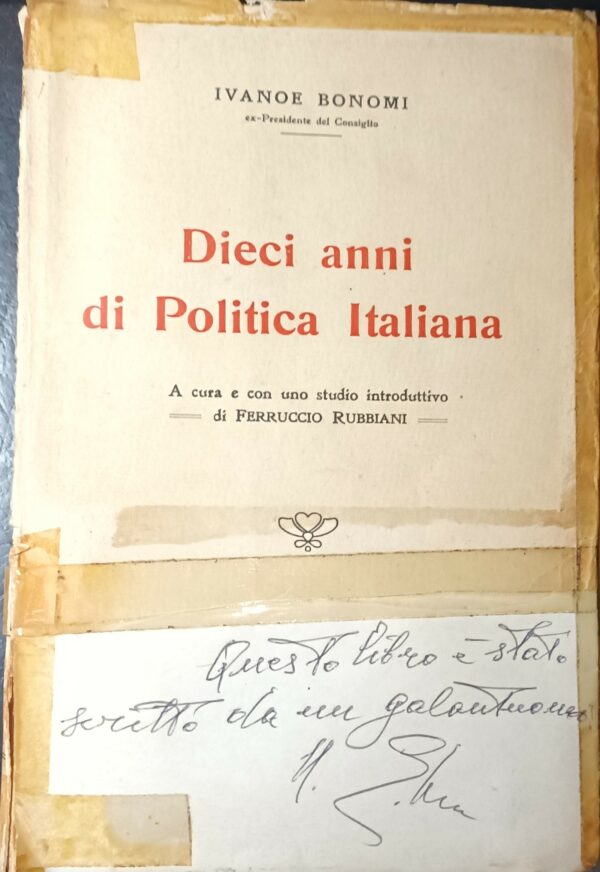 IVANOE BONOMI
ex-Presidente del Consiglio
Dieci anni
di Politica Italiana
A cura e con uno studio introduttivo
di FERRUCCIO RUBBIANI
Questo libro è stato
scritto da un galantuomo